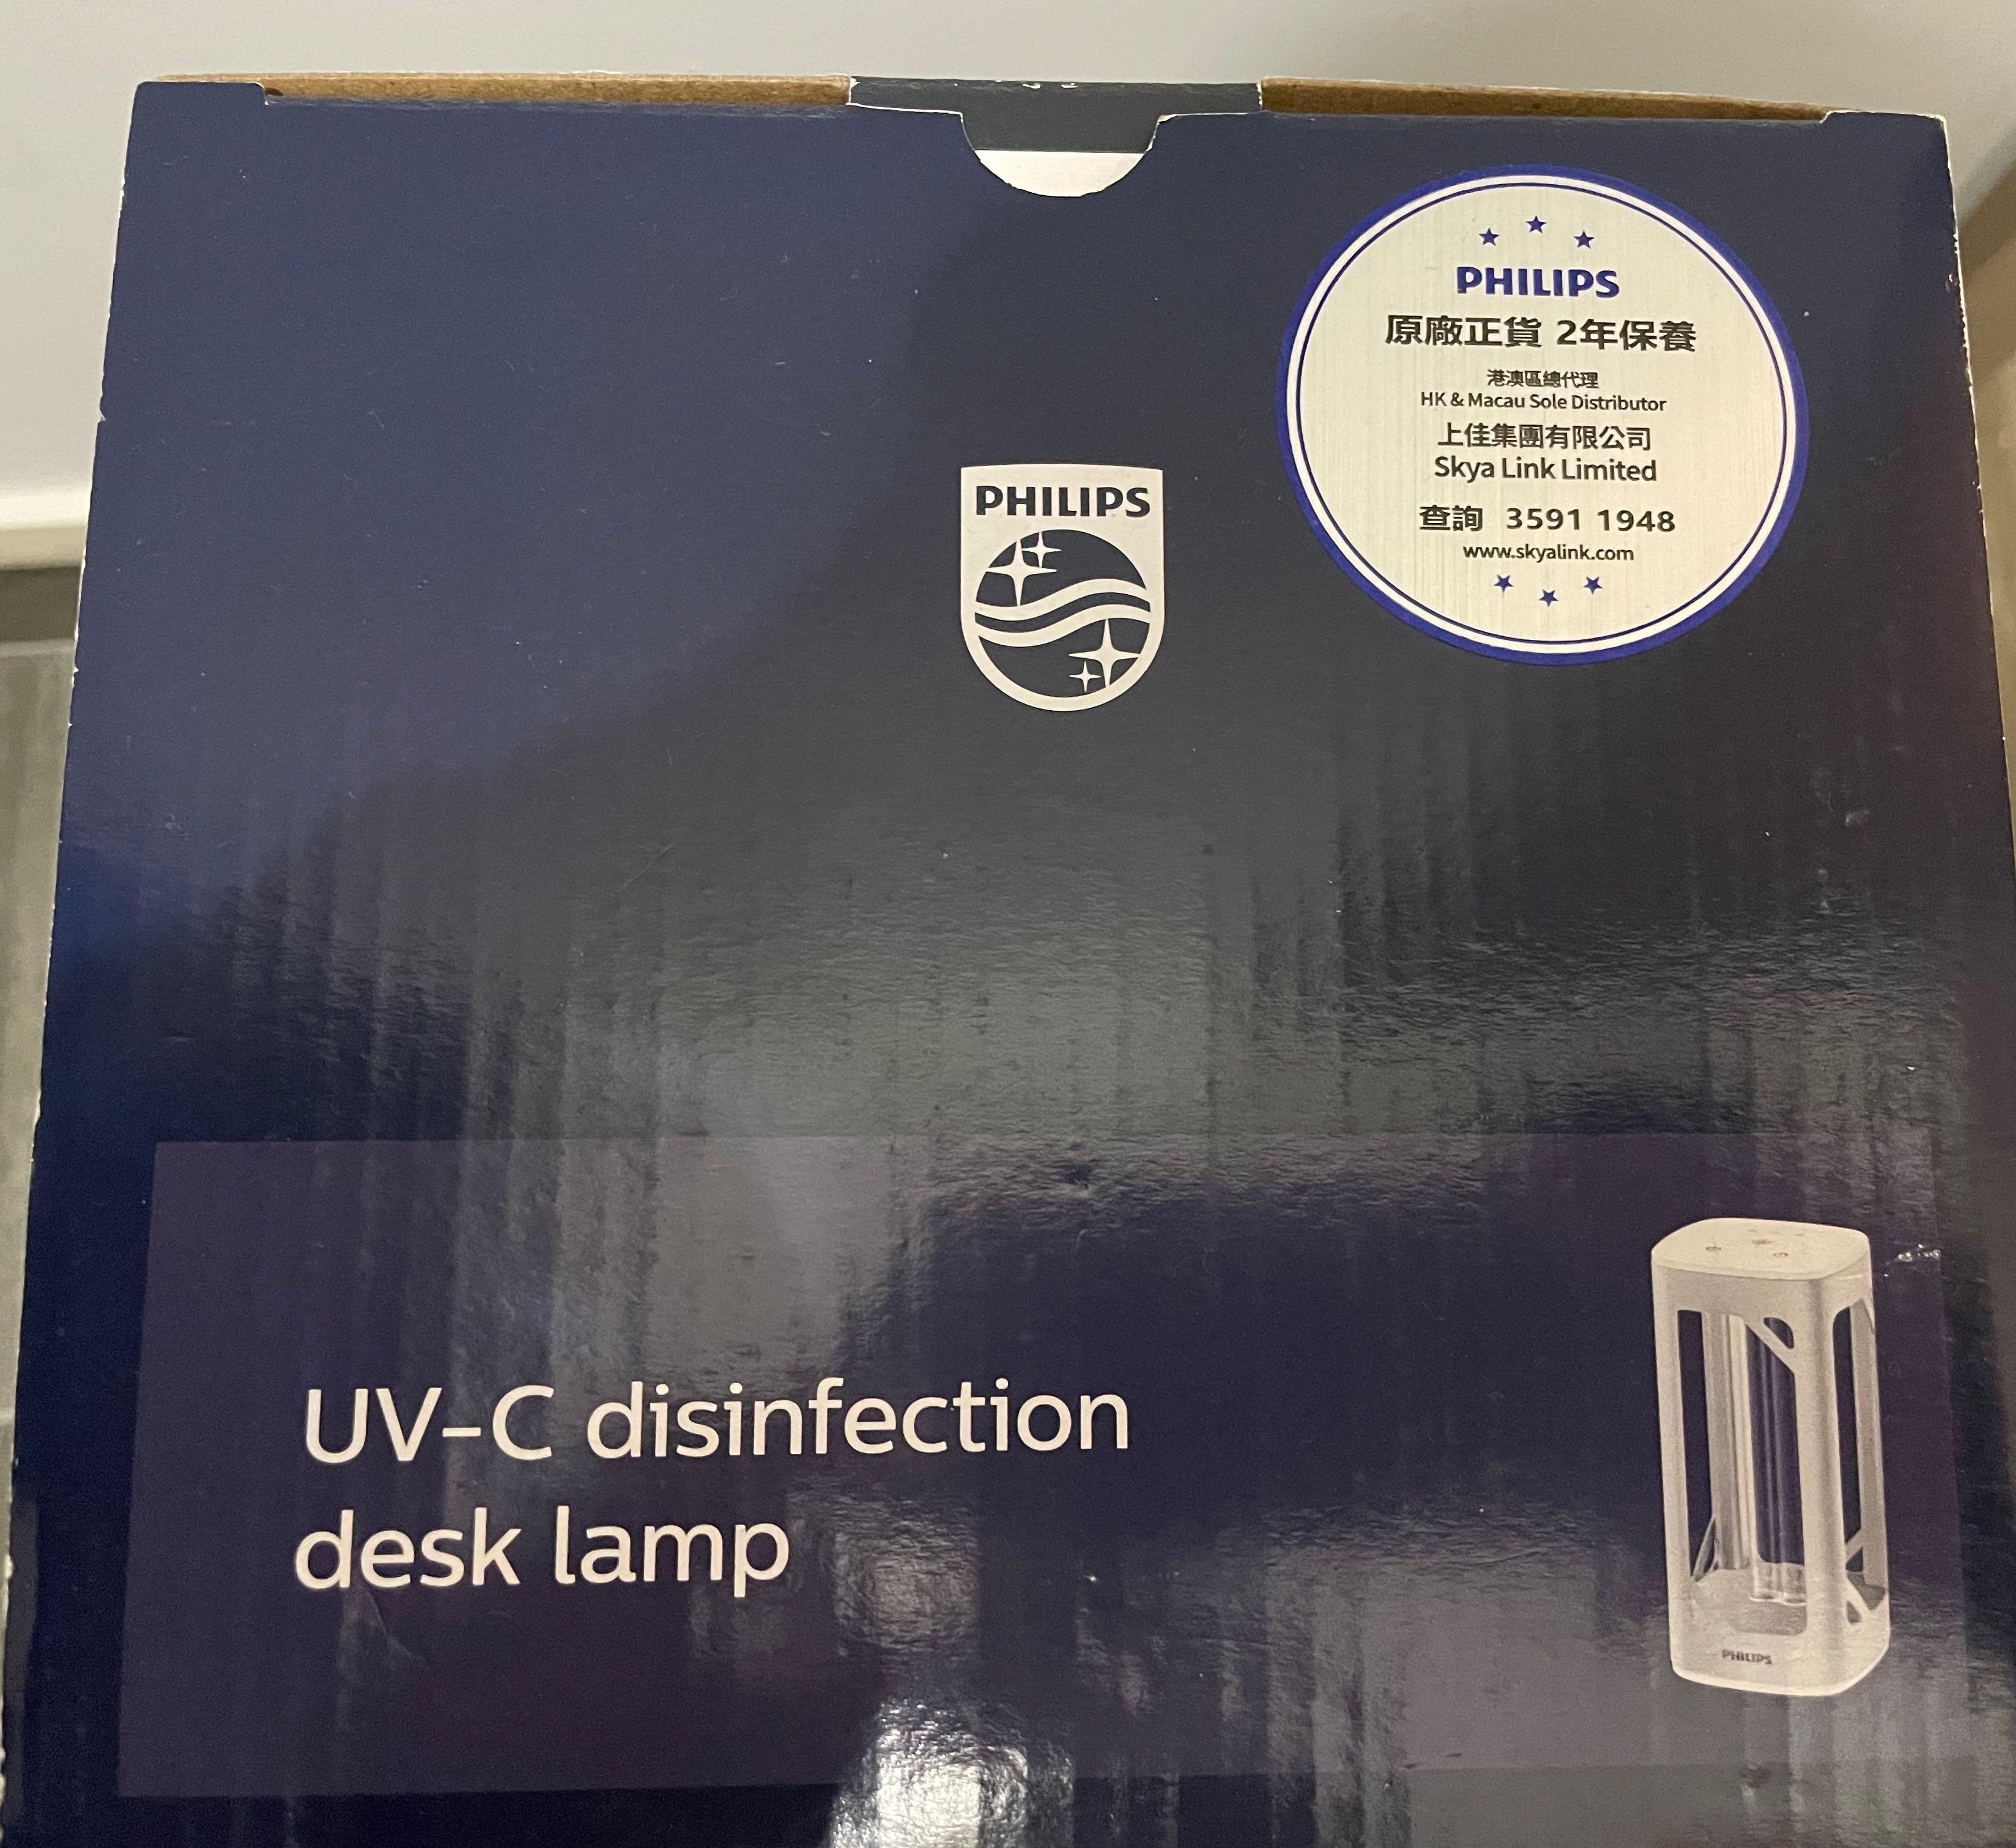 PHILIPS
原廠正貨 2年保養
港澳區總代理
HK & Macau Sole Distributor
上佳集團有限公司
Skya Link Limited
查詢 3591 1948
www.skyalink.com
PHILIPS
UV-C disinfection
desk lamp
PHILIPS